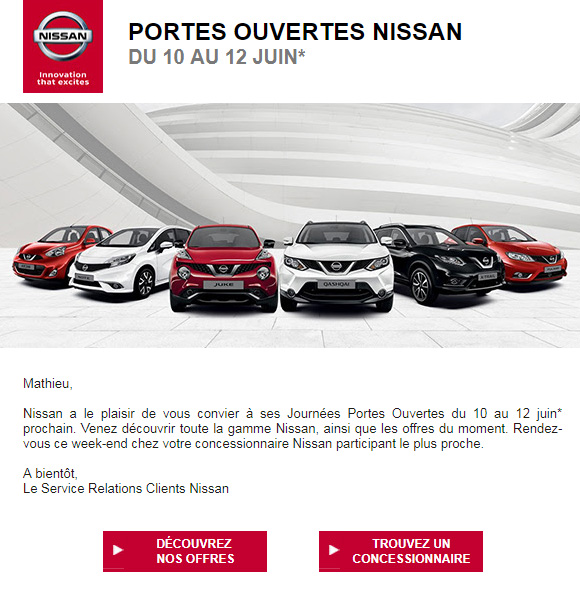 NISSAN
Innovation
that excites
PORTES OUVERTES NISSAN
DU 10 AU 12 JUIN*
JUKE
QASHQAI
Mathieu,
Nissan a le plaisir de vous convier à ses Journées Portes Ouvertes du 10 au 12 juin*
prochain. Venez découvrir toute la gamme Nissan, ainsi que les offres du moment. Rendez-
vous ce week-end chez votre concessionnaire Nissan participant le plus proche.
A bientôt,
Le Service Relations Clients Nissan
DÉCOUVREZ
NOS OFFRES
TROUVEZ UN
CONCESSIONNAIRE